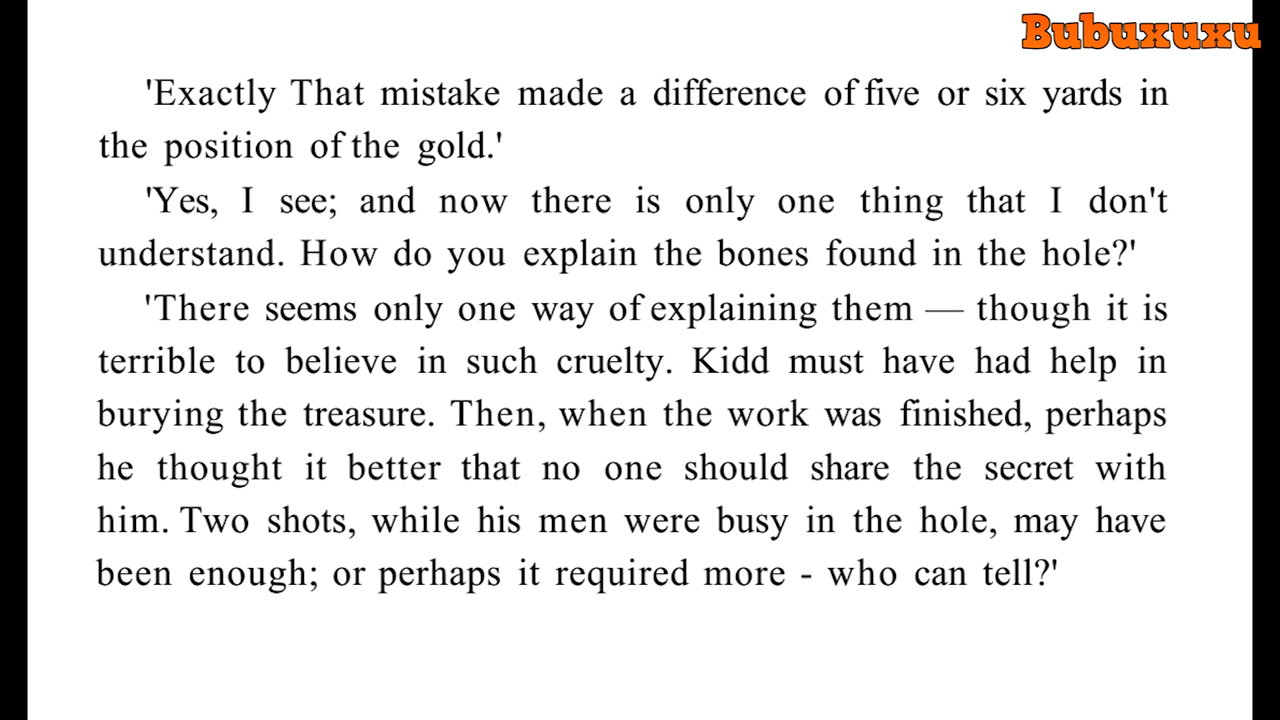 Bubuxuxu
'Exactly That mistake made a difference of five or six yards in
the position of the gold.'
'Yes, I see; and now there is only one thing that I don't
understand. How do you explain the bones found in the hole?'
'There seems only one way of explaining them — though it is
terrible to believe in such cruelty. Kidd must have had help in
burying the treasure. Then, when the work was finished, perhaps
he thought it better that no one should share the secret with
him. Two shots, while his men were busy in the hole, may have
been enough; or perhaps it required more - who can tell?'